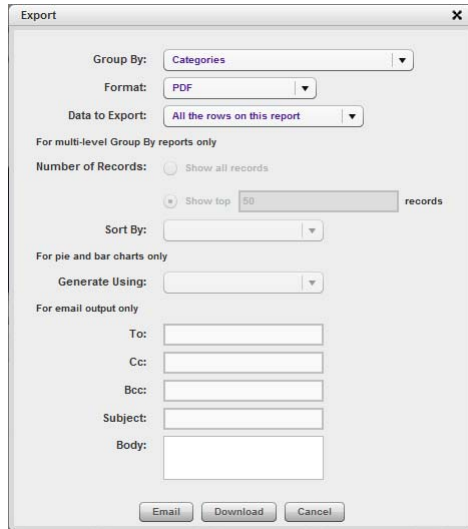 Export
Group By: Categories
Format: PDF
Data to Export: All the rows on this report
For multi-level Group By reports only
Number of Records: Show all records
Show top 50 records
Sort By:
For pie and bar charts only
Generate Using:
For email output only
To:
Cc:
Bcc:
Subject:
Body:
Email Download Cancel